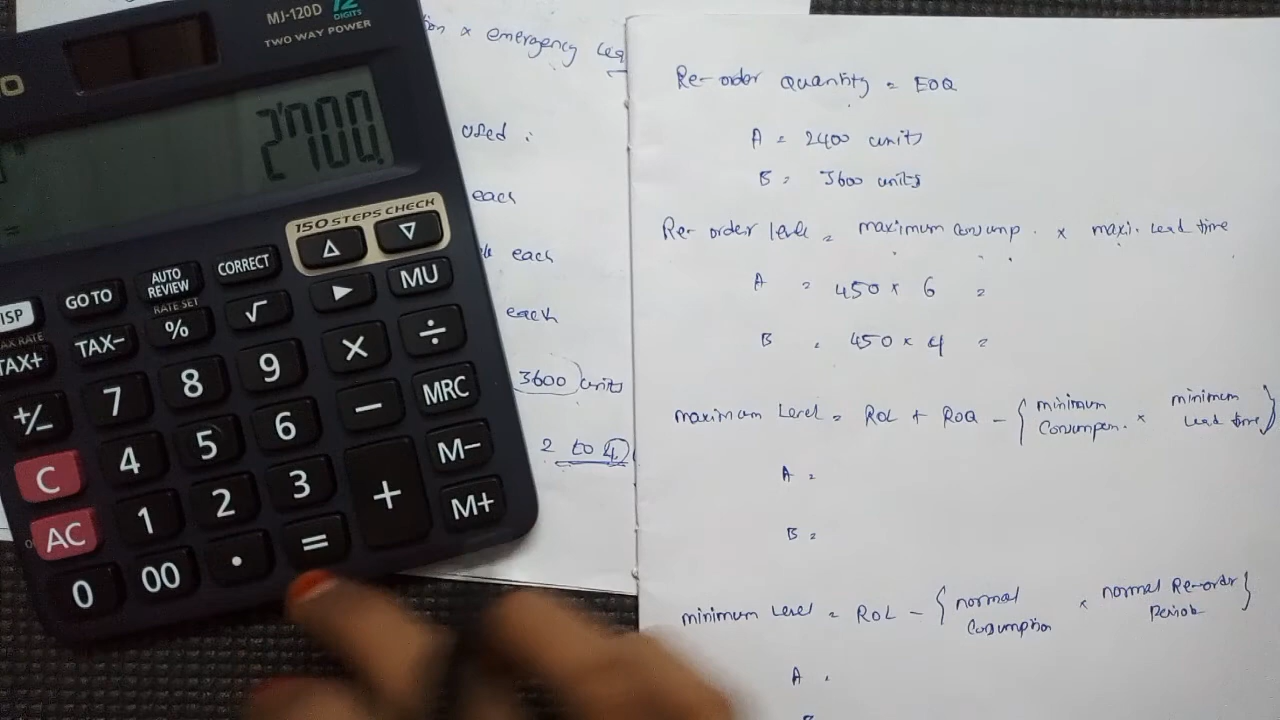 MJ-120D 12 DIGITS
TWO WAY POWER
2'700.
150 STEPS CHECK
GO TO
AUTO REVIEW
CORRECT
MU
TAX+
TAX−
RATE SET
%
√
÷
+/−
7
8
9
×
MRC
C
4
5
6
−
M−
AC
1
2
3
+
M+
0
00
.
=
x emergency
used :
each
each
each
3600 units
2 to 4
Re-order quantity = EOQ
A = 2400 units
B = 3600 units
Re-order level = maximum consump. x maxi. Lead time
A = 450 x 6 =
B = 450 x 4 =
maximum Level = ROL + ROQ - { minimum Consumpn. x minimum Lead time }
A =
B =
minimum Level = ROL - { normal Consumption x normal Re-order Period }
A =
B